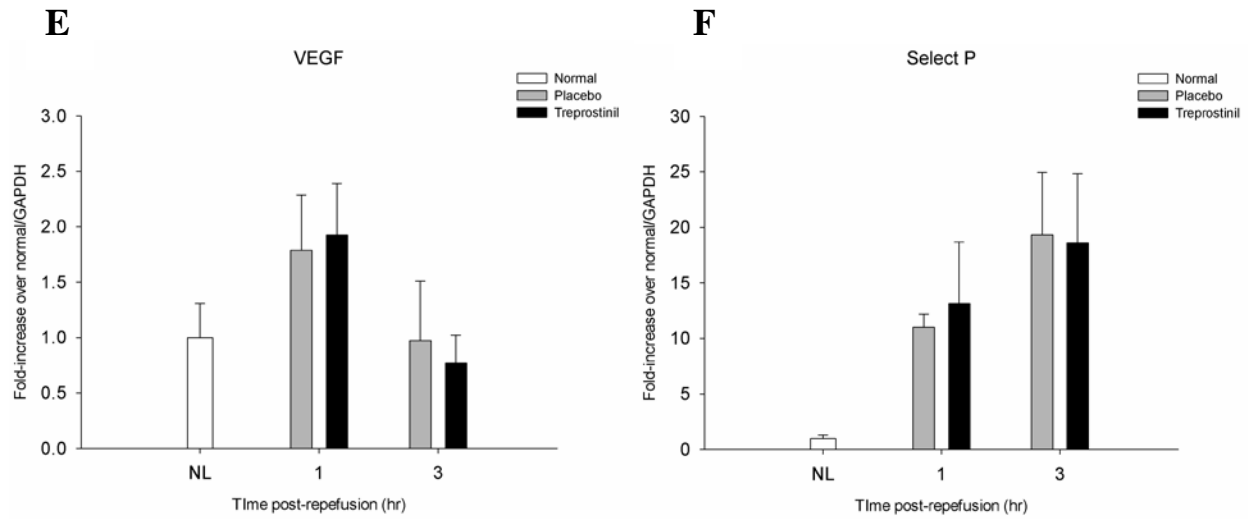 E
VEGF
Normal
Placebo
Treprostinil
Fold-increase over normal/GAPDH
3.0
2.5
2.0
1.5
1.0
0.5
0.0
NL 1 3
TIme post-repefusion (hr)
F
Select P
Normal
Placebo
Treprostinil
Fold-increase over normal/GAPDH
30
25
20
15
10
5
0
NL 1 3
TIme post-repefusion (hr)